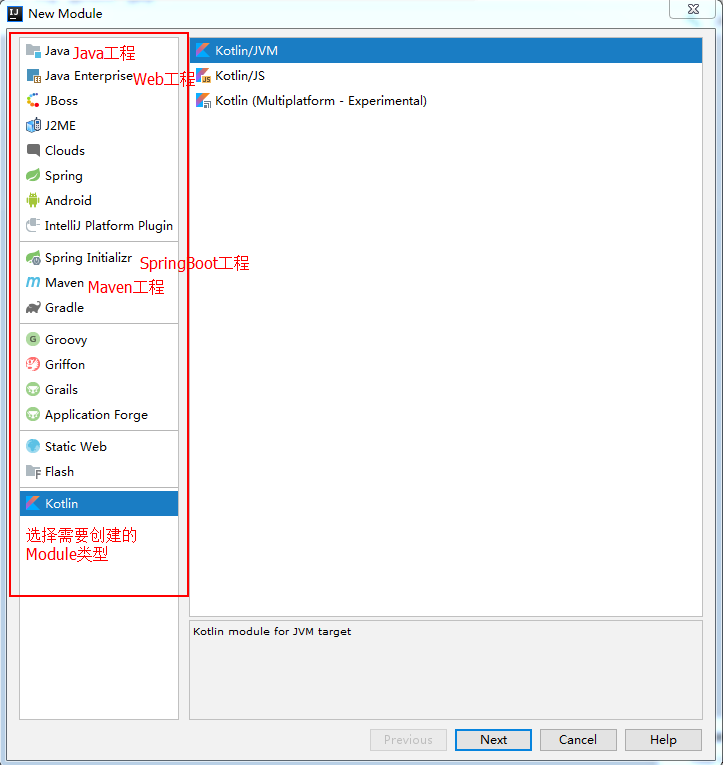 New Module
Java Java工程
Java Enterprise Web工程
JBoss
J2ME
Clouds
Spring
Android
IntelliJ Platform Plugin
Spring Initializr SpringBoot工程
Maven Maven工程
Gradle
Groovy
Griffon
Grails
Application Forge
Static Web
Flash
Kotlin
选择需要创建的
Module类型
Kotlin/JVM
Kotlin/JS
Kotlin (Multiplatform - Experimental)
Kotlin module for JVM target
Previous Next Cancel Help